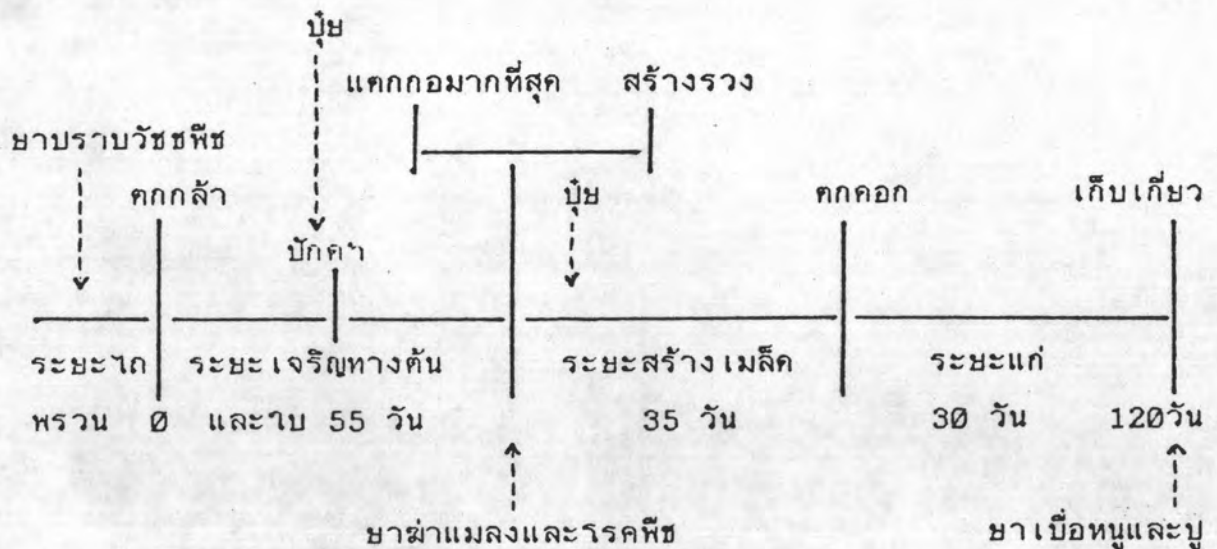 ปุ๋ย
แตกกอมากที่สุด สร้างรวง
ยาปราบวัชชพืช
ตกกล้า ปุ๋ย ตกดอก เก็บเกี่ยว
ปักดำ
ระยะไถ ระยะเจริญทางต้น ระยะสร้างเมล็ด ระยะแก่
พรวน 0 และใบ 55 วัน 35 วัน 30 วัน 120วัน
ยาฆ่าแมลงและโรคพืช ยาเบื่อหนูและปู